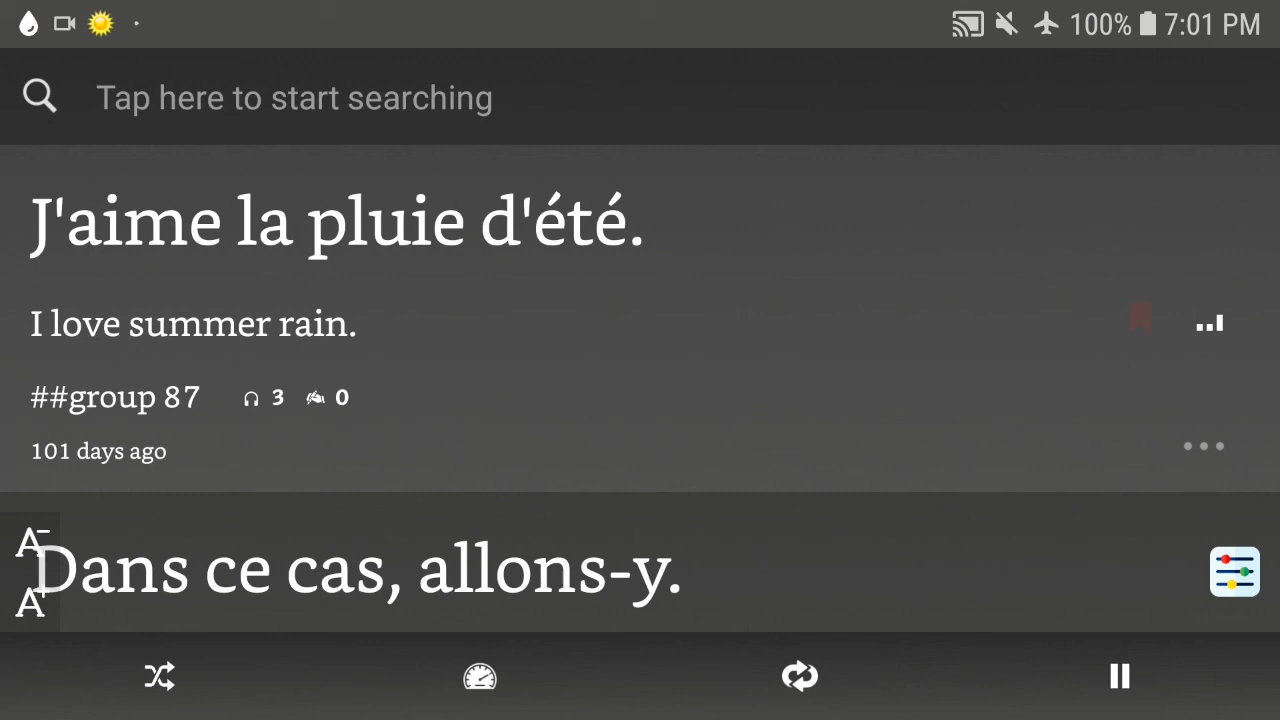 100% 7:01 PM
Tap here to start searching
J'aime la pluie d'été.
I love summer rain.
##group 87 3 0
101 days ago
A-
Dans ce cas, allons-y.
A+